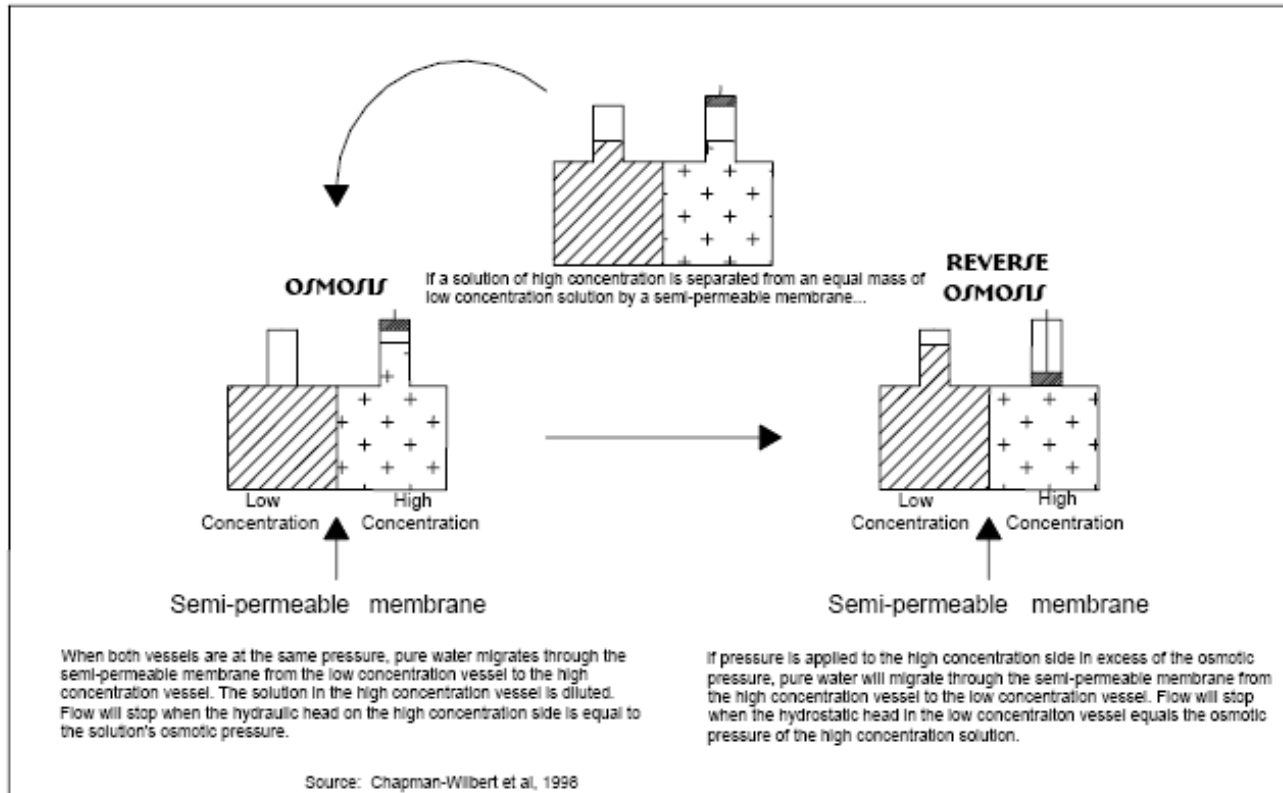 If a solution of high concentration is separated from an equal mass of
low concentration solution by a semi-permeable membrane...
OSMOSIS
Low
Concentration
High
Concentration
Semi-permeable membrane
When both vessels are at the same pressure, pure water migrates through the
semi-permeable membrane from the low concentration vessel to the high
concentration vessel. The solution in the high concentration vessel is diluted.
Flow will stop when the hydraulic head on the high concentration side is equal to
the solution's osmotic pressure.
REVERSE
OSMOSIS
Low
Concentration
High
Concentration
Semi-permeable membrane
If pressure is applied to the high concentration side in excess of the osmotic
pressure, pure water will migrate through the semi-permeable membrane from
the high concentration vessel to the low concentration vessel. Flow will stop
when the hydrostatic head in the low concentraiton vessel equals the osmotic
pressure of the high concentration solution.
Source: Chapman-Wilbert et al, 1998